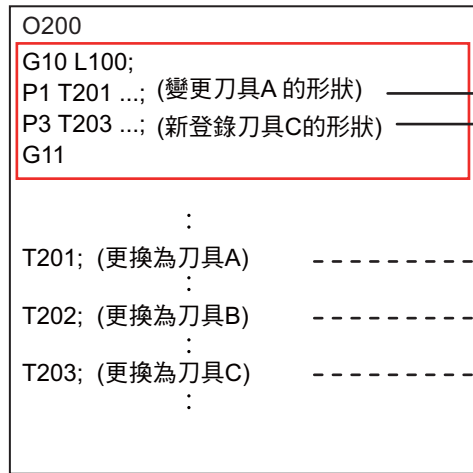 O200
G10 L100;
P1 T201 ...; (變更刀具A 的形狀)
P3 T203 ...; (新登錄刀具C的形狀)
G11
:
T201; (更換為刀具A)
:
T202; (更換為刀具B)
:
T203; (更換為刀具C)
: